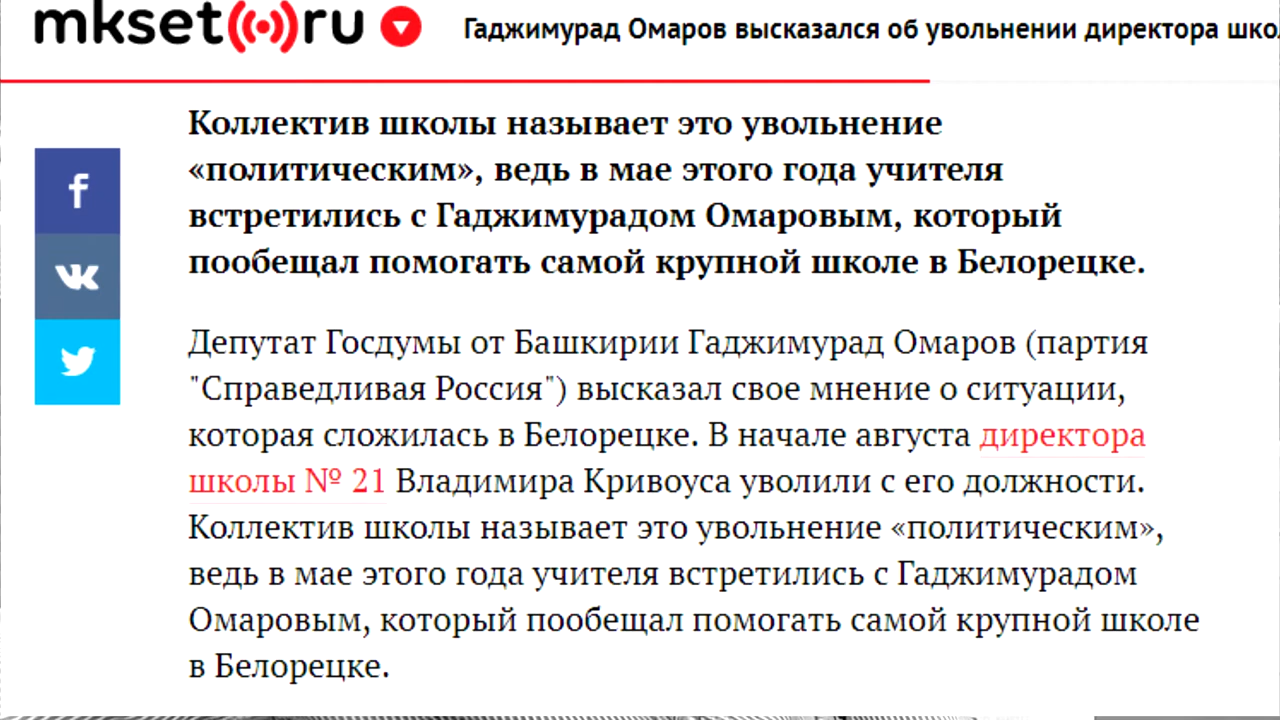 mkset ru
Гаджимурад Омаров высказался об увольнении директора
Коллектив школы называет это увольнение
«политическим», ведь в мае этого года учителя
встретились с Гаджимурадом Омаровым, который
пообещал помогать самой крупной школе в Белорецке.
Депутат Госдумы от Башкирии Гаджимурад Омаров (партия
"Справедливая Россия") высказал свое мнение о ситуации,
которая сложилась в Белорецке. В начале августа директора
школы № 21 Владимира Кривоуса уволили с его должности.
Коллектив школы называет это увольнение «политическим»,
ведь в мае этого года учителя встретились с Гаджимурадом
Омаровым, который пообещал помогать самой крупной школе
в Белорецке.